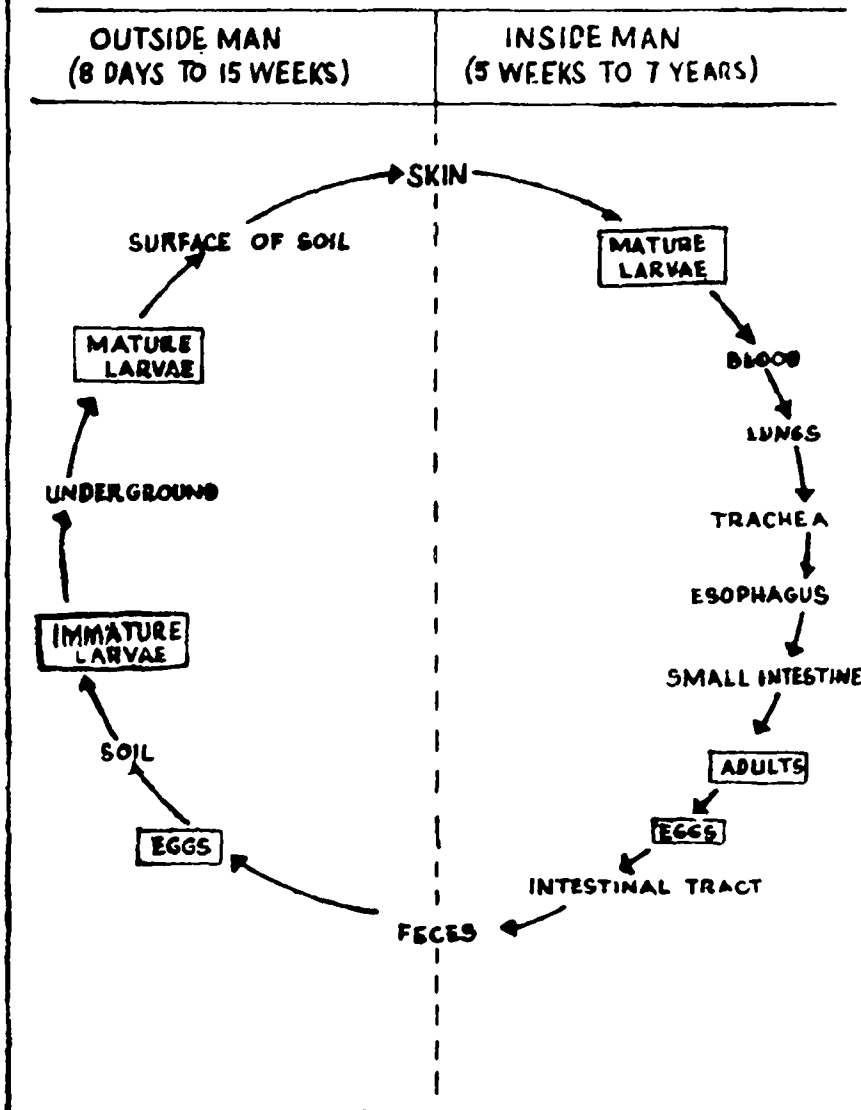 OUTSIDE MAN
(8 DAYS TO 15 WEEKS)
INSIDE MAN
(5 WEEKS TO 7 YEARS)
SKIN
MATURE
LARVAE
BLOOD
LUNGS
TRACHEA
ESOPHAGUS
SMALL INTESTINE
ADULTS
EGGS
INTESTINAL TRACT
FECES
EGGS
SOIL
IMMATURE
LARVAE
UNDERGROUND
MATURE
LARVAE
SURFACE OF SOIL